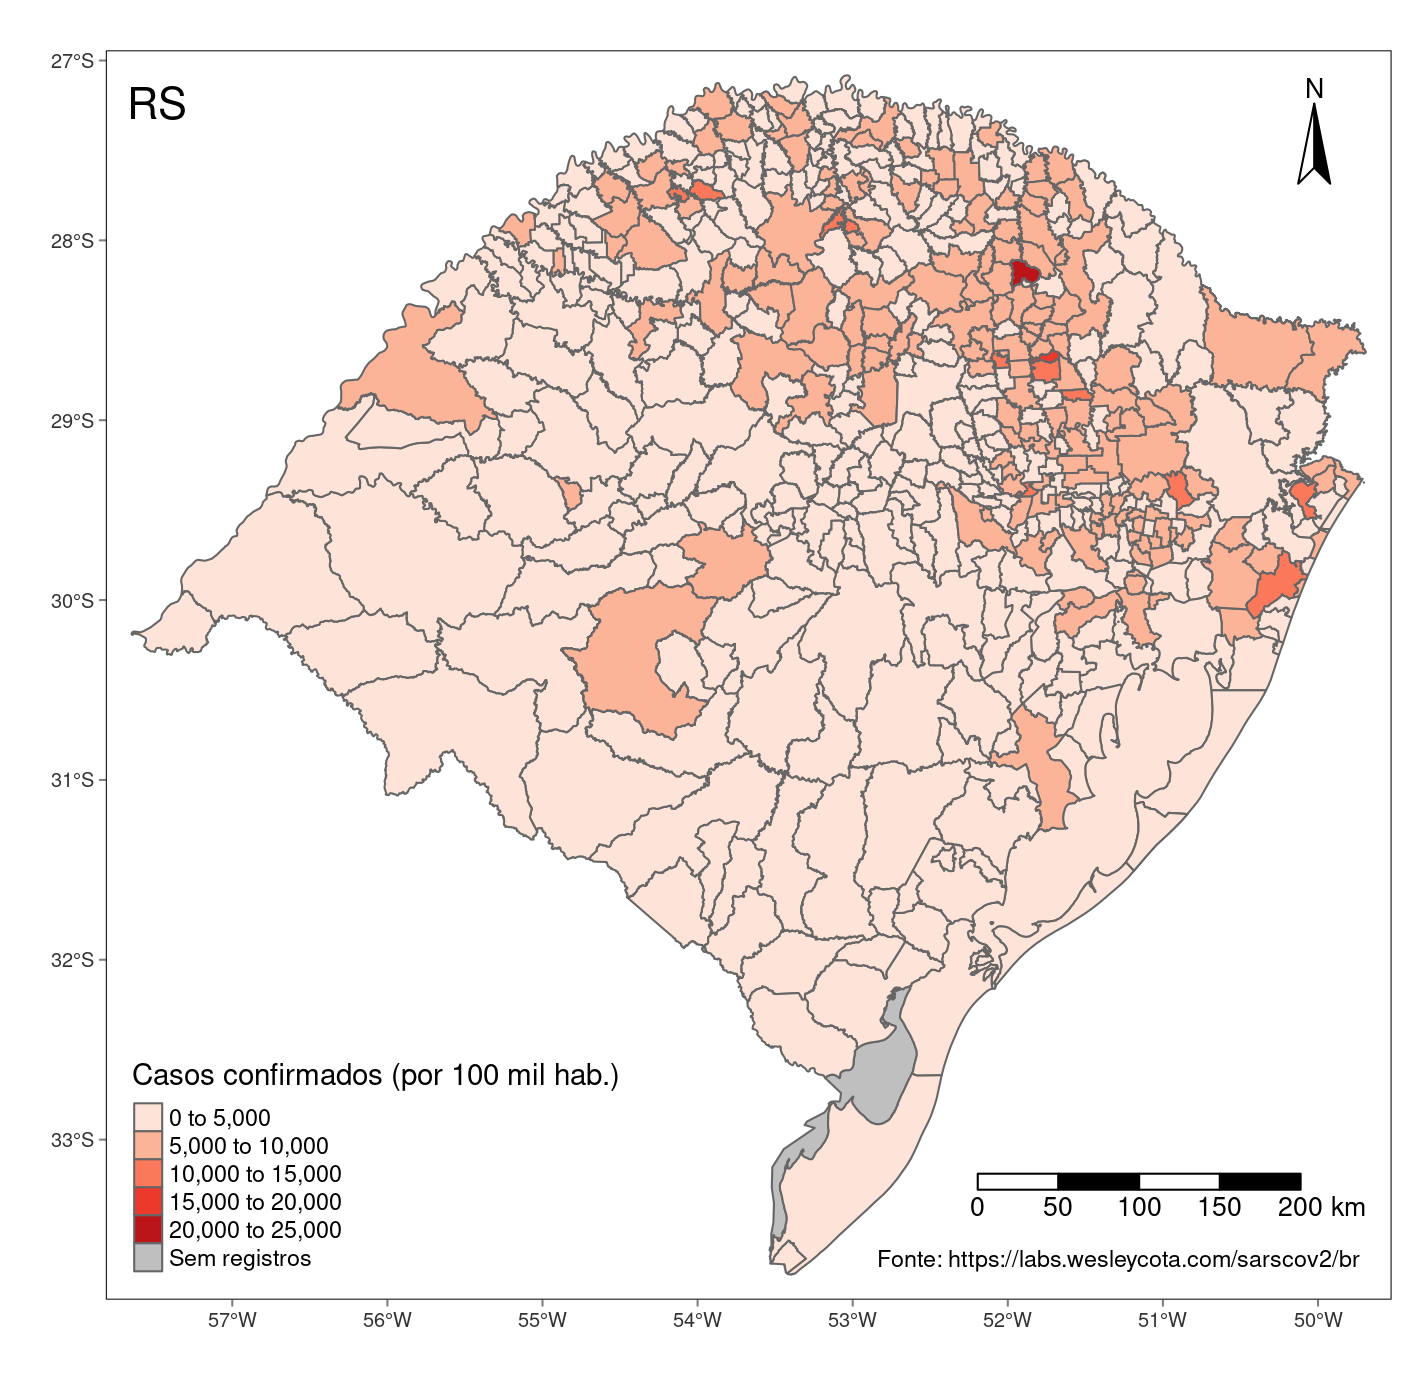 27°S
28°S
29°S
30°S
31°S
32°S
33°S
RS
N
Casos confirmados (por 100 mil hab.)
0 to 5,000
5,000 to 10,000
10,000 to 15,000
15,000 to 20,000
20,000 to 25,000
Sem registros
0 50 100 150 200 km
Fonte: https://labs.wesleycota.com/sarscov2/br
57°W 56°W 55°W 54°W 53°W 52°W 51°W 50°W